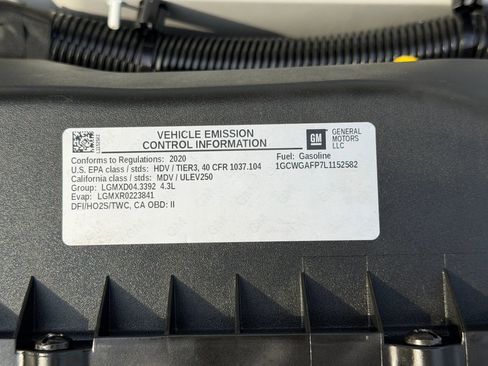 VEHICLE EMISSION
CONTROL INFORMATION
GM
GENERAL
MOTORS
LLC
Conforms to Regulations: 2020
Fuel: Gasoline
U.S. EPA class / stds: HDV / TIER3, 40 CFR 1037.104
1GCWGAFP7L1152582
California class / stds: MDV / ULEV250
Group: LGMXD04.3392 4.3L
Evap: LGMXR0223841
DFI/HO2S/TWC, CA OBD: II